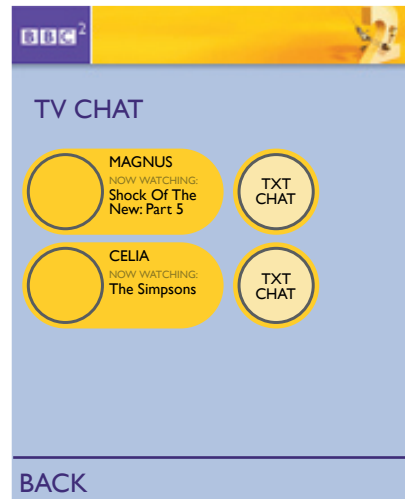 BBC²
TV CHAT
MAGNUS
NOW WATCHING:
Shock Of The
New: Part 5
TXT
CHAT
CELIA
NOW WATCHING:
The Simpsons
TXT
CHAT
BACK